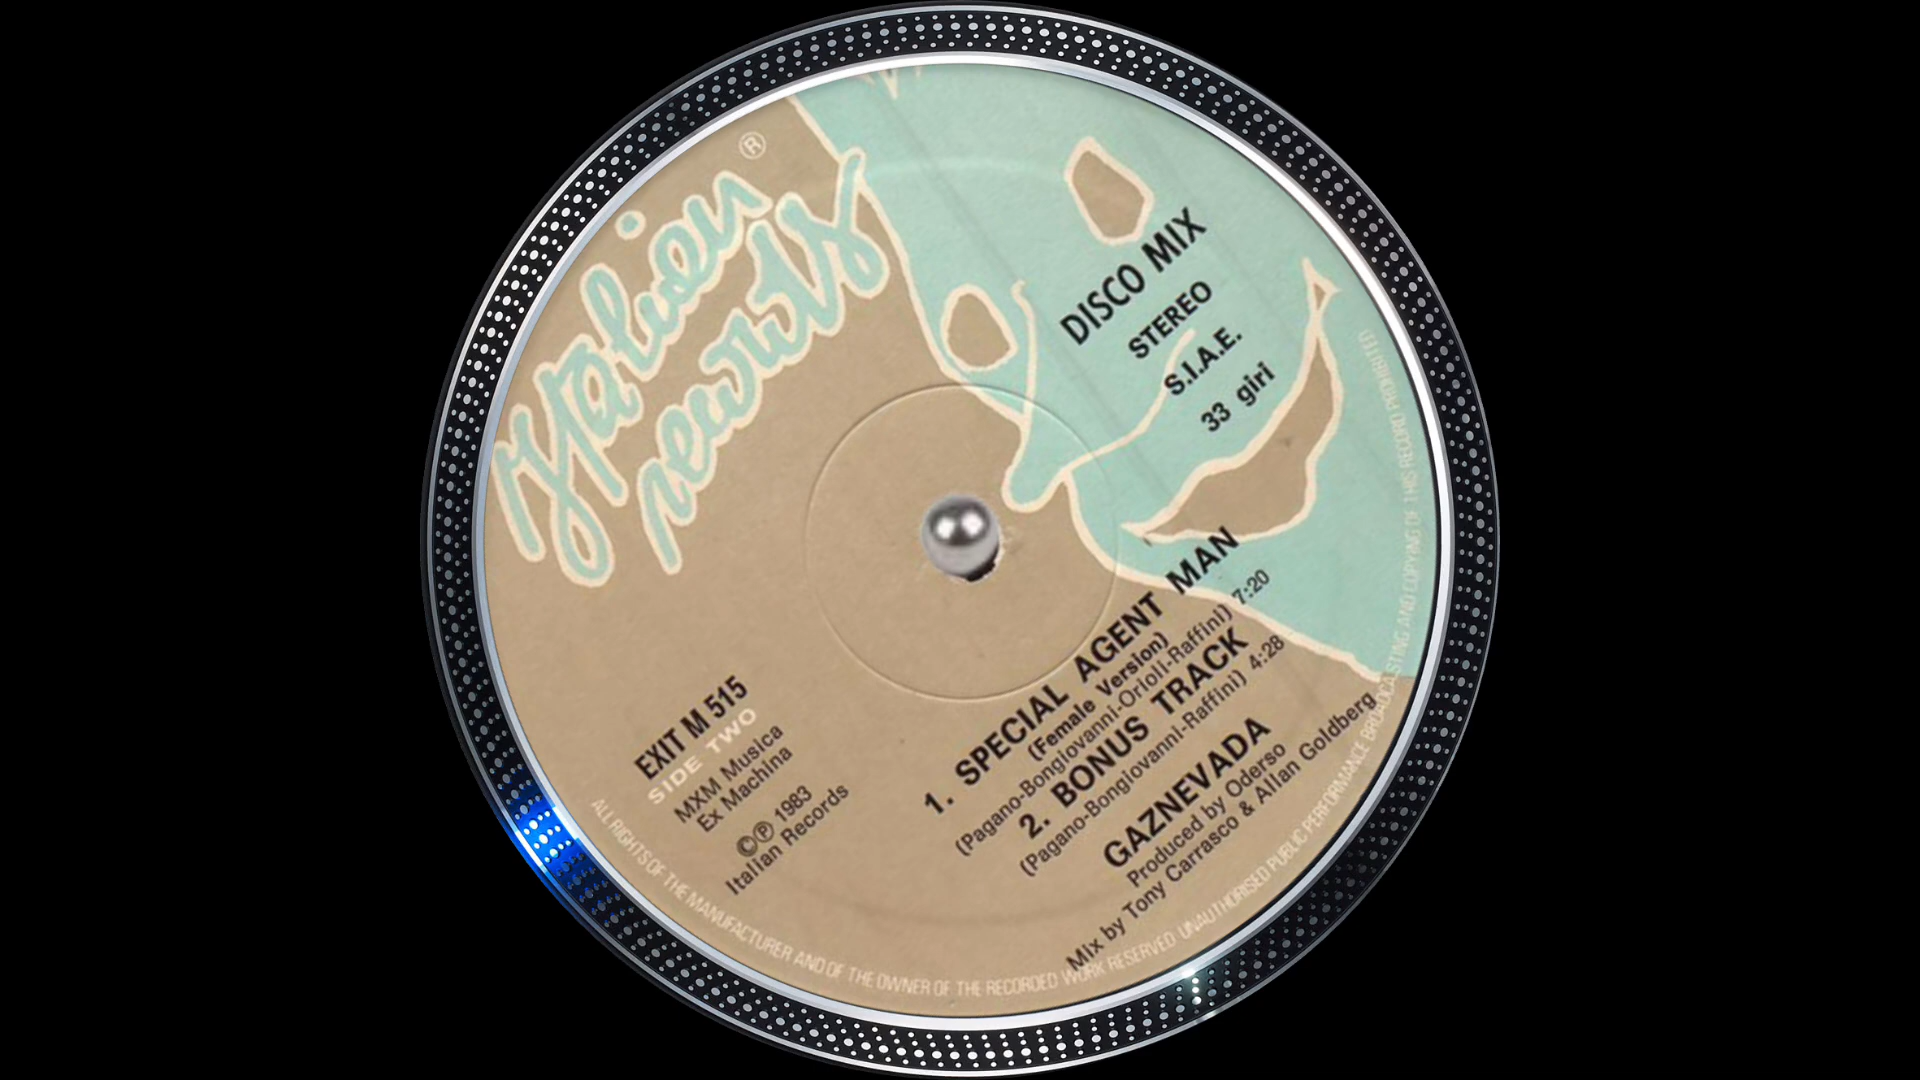 italian
records
®
DISCO MIX
STEREO
S.I.A.E.
33 giri
EXIT M 515
SIDE TWO
MXM Musica
Ex Machina
©℗ 1983
Italian Records
1. SPECIAL AGENT MAN
(Female Version)
(Pagano-Bongiovanni-Orioli-Raffini) 7:20
2. BONUS TRACK
(Pagano-Bongiovanni-Raffini) 4:28
GAZNEVADA
Produced by Oderso
Mix by Tony Carrasco & Allan Goldberg
ALL RIGHTS OF THE MANUFACTURER AND OF THE OWNER OF THE RECORDED WORK RESERVED UNAUTHORISED PUBLIC PERFORMANCE BROADCASTING AND COPYING OF THIS RECORD PROHIBITED